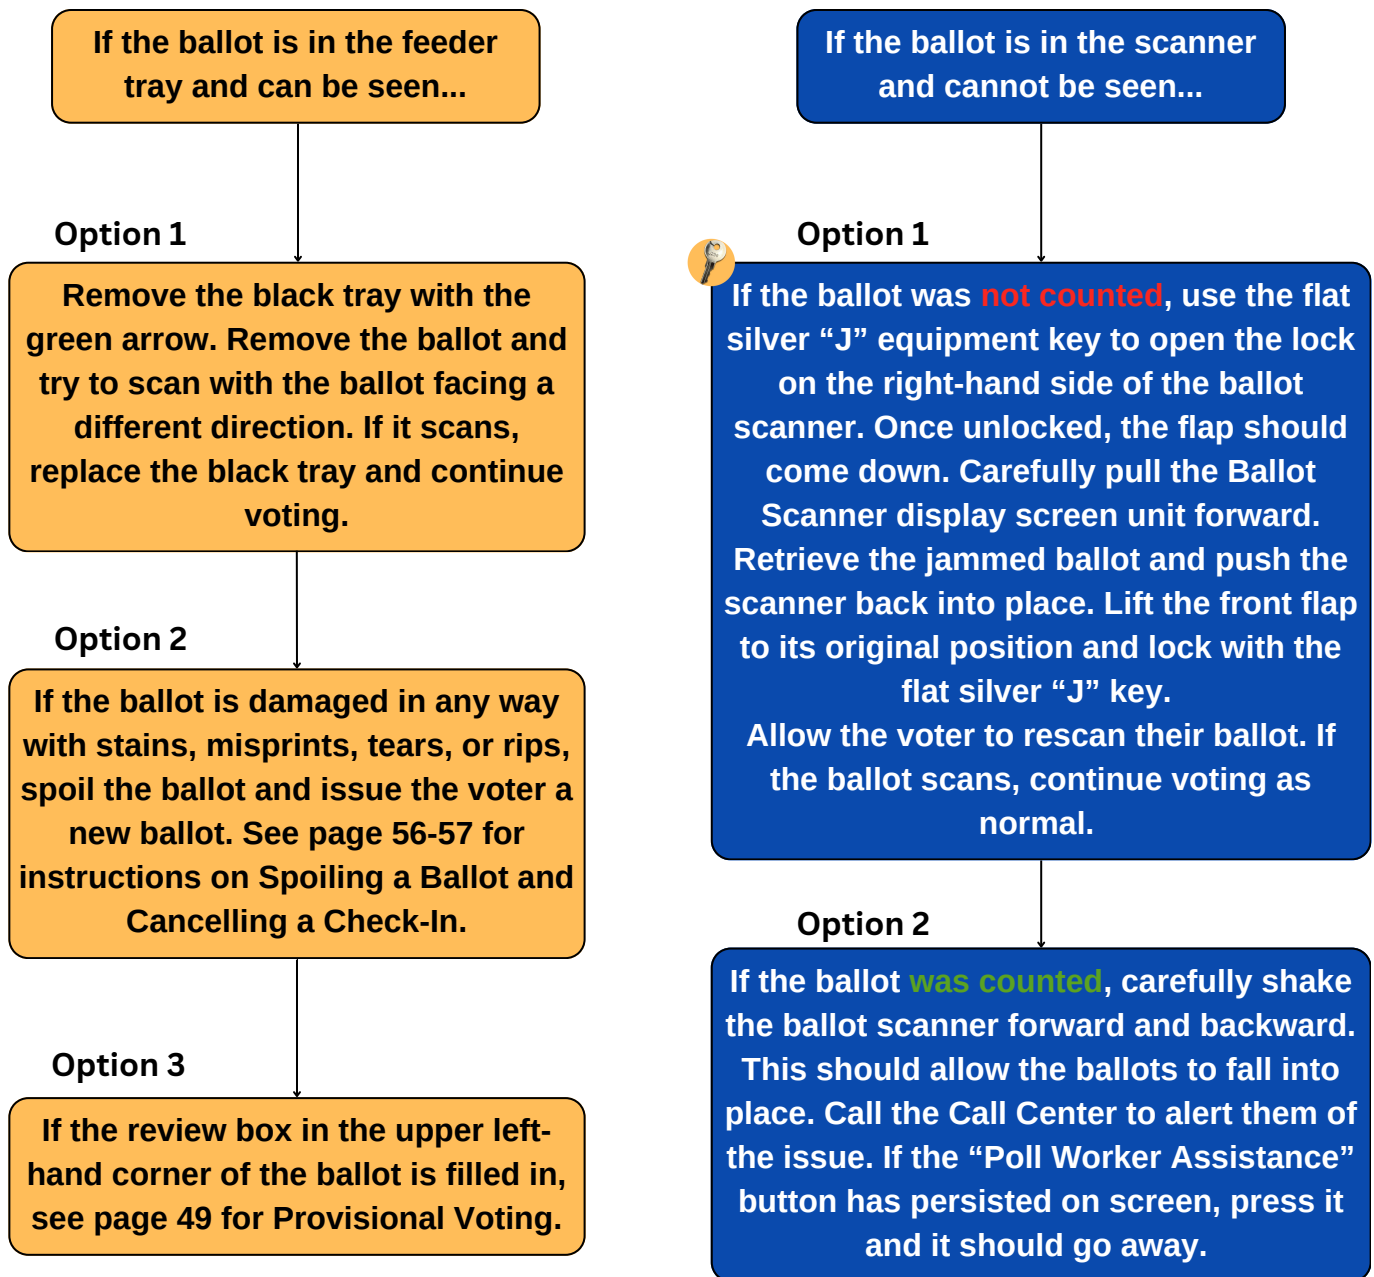 If the ballot is in the feeder
tray and can be seen...
Option 1
Remove the black tray with the
green arrow. Remove the ballot and
try to scan with the ballot facing a
different direction. If it scans,
replace the black tray and continue
voting.
Option 2
If the ballot is damaged in any way
with stains, misprints, tears, or rips,
spoil the ballot and issue the voter a
new ballot. See page 56-57 for
instructions on Spoiling a Ballot and
Cancelling a Check-In.
Option 3
If the review box in the upper left-
hand corner of the ballot is filled in,
see page 49 for Provisional Voting.
If the ballot is in the scanner
and cannot be seen...
Option 1
If the ballot was not counted, use the flat
silver “J” equipment key to open the lock
on the right-hand side of the ballot
scanner. Once unlocked, the flap should
come down. Carefully pull the Ballot
Scanner display screen unit forward.
Retrieve the jammed ballot and push the
scanner back into place. Lift the front flap
to its original position and lock with the
flat silver “J” key.
Allow the voter to rescan their ballot. If
the ballot scans, continue voting as
normal.
Option 2
If the ballot was counted, carefully shake
the ballot scanner forward and backward.
This should allow the ballots to fall into
place. Call the Call Center to alert them of
the issue. If the “Poll Worker Assistance”
button has persisted on screen, press it
and it should go away.